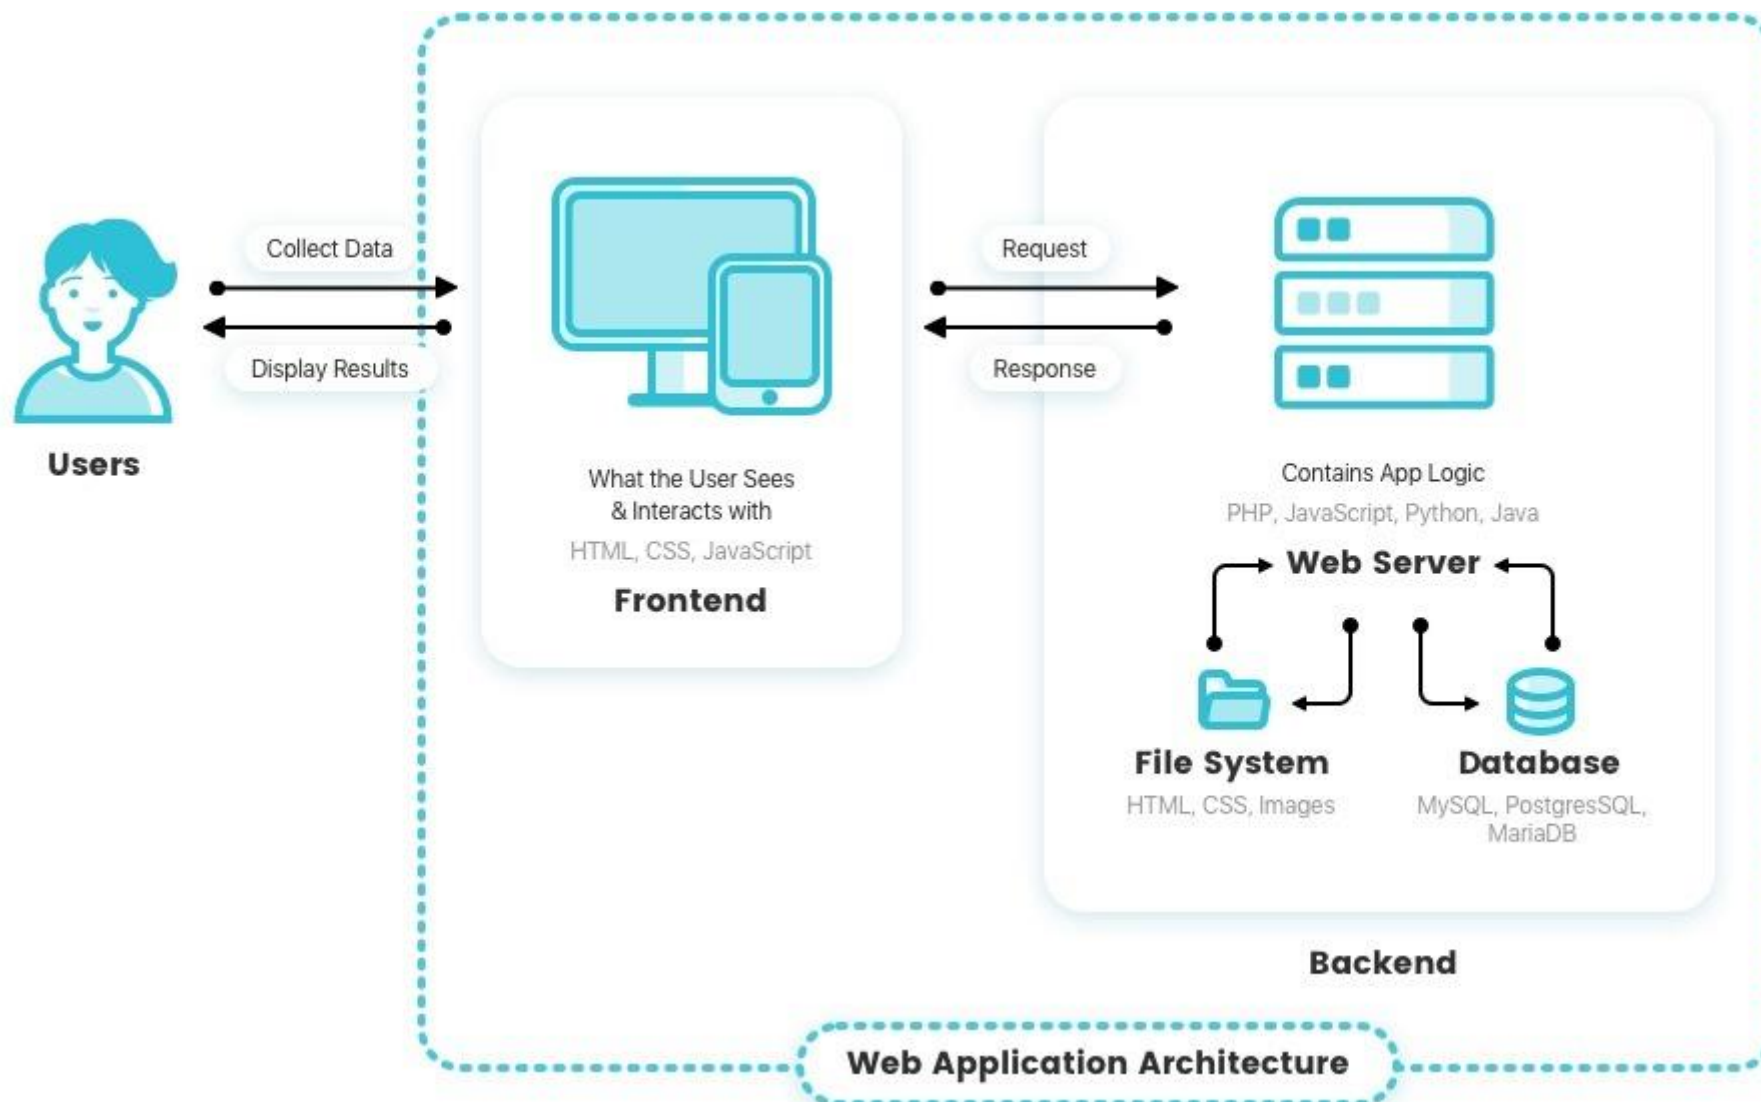 Collect Data
Display Results
Users
What the User Sees
& Interacts with
HTML, CSS, JavaScript
Frontend
Request
Response
Contains App Logic
PHP, JavaScript, Python, Java
Web Server
File System
HTML, CSS, Images
Database
MySQL, PostgresSQL,
MariaDB
Backend
Web Application Architecture